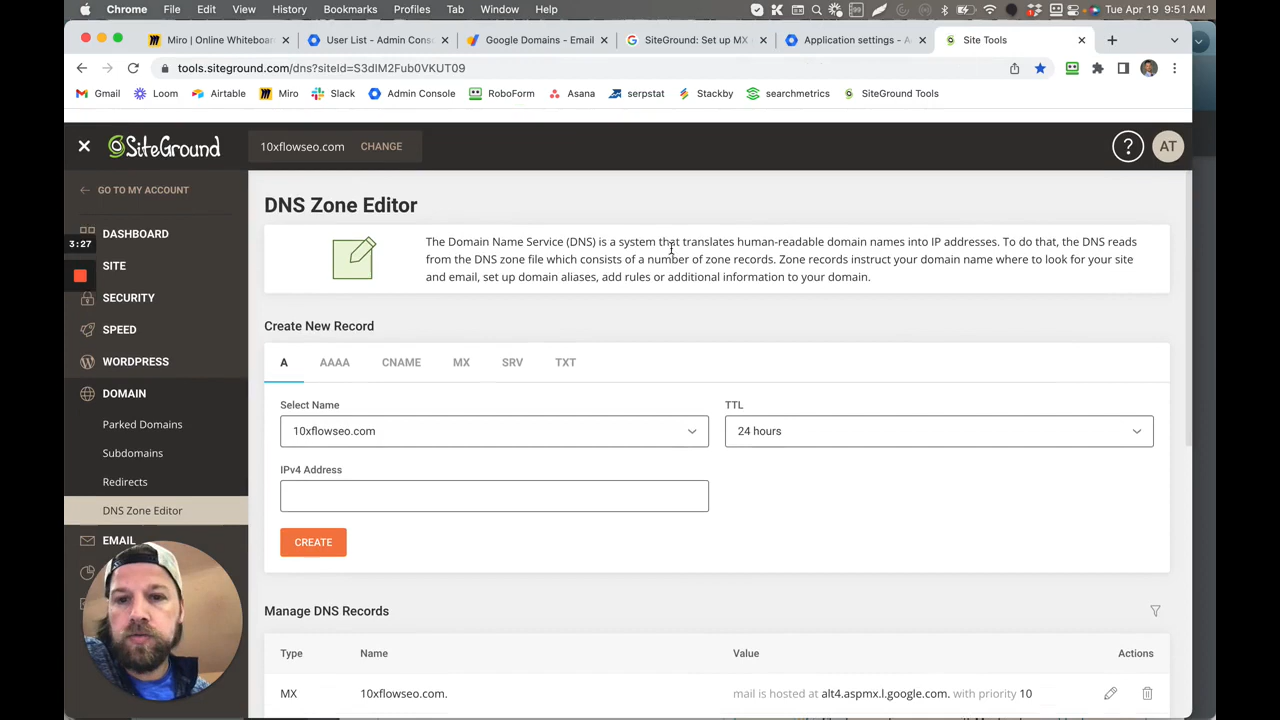 Chrome File Edit View History Bookmarks Profiles Tab Window Help Tue Apr 19 9:51 AM
Miro | Online Whiteboar User List - Admin Conso Google Domains - Email SiteGround: Set up MX Application settings - A Site Tools
tools.siteground.com/dns?siteId=S3dIM2Fub0VKUT09
Gmail Loom Airtable Miro Slack Admin Console RoboForm Asana serpstat Stackby searchmetrics SiteGround Tools
SiteGround 10xflowseo.com CHANGE ? AT
GO TO MY ACCOUNT
DASHBOARD
3:27
SITE
SECURITY
SPEED
WORDPRESS
DOMAIN
Parked Domains
Subdomains
Redirects
DNS Zone Editor
EMAIL
DNS Zone Editor
The Domain Name Service (DNS) is a system that translates human-readable domain names into IP addresses. To do that, the DNS reads
from the DNS zone file which consists of a number of zone records. Zone records instruct your domain name where to look for your site
and email, set up domain aliases, add rules or additional information to your domain.
Create New Record
A AAAA CNAME MX SRV TXT
Select Name TTL
10xflowseo.com 24 hours
IPv4 Address
CREATE
Manage DNS Records
Type Name Value Actions
MX 10xflowseo.com. mail is hosted at alt4.aspmx.l.google.com. with priority 10